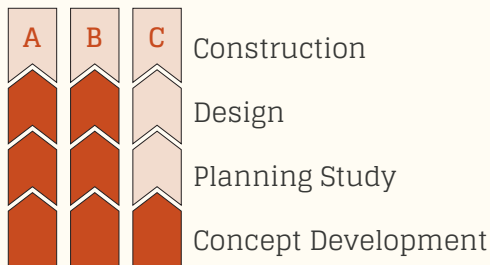 A B C
Construction
Design
Planning Study
Concept Development